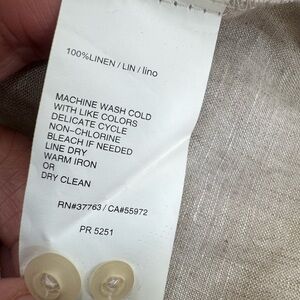 100%LINEN / LIN / lino
MACHINE WASH COLD
WITH LIKE COLORS
DELICATE CYCLE
NON-CHLORINE
BLEACH IF NEEDED
LINE DRY
WARM IRON
OR
DRY CLEAN
RN#37763 / CA#55972
PR 5251